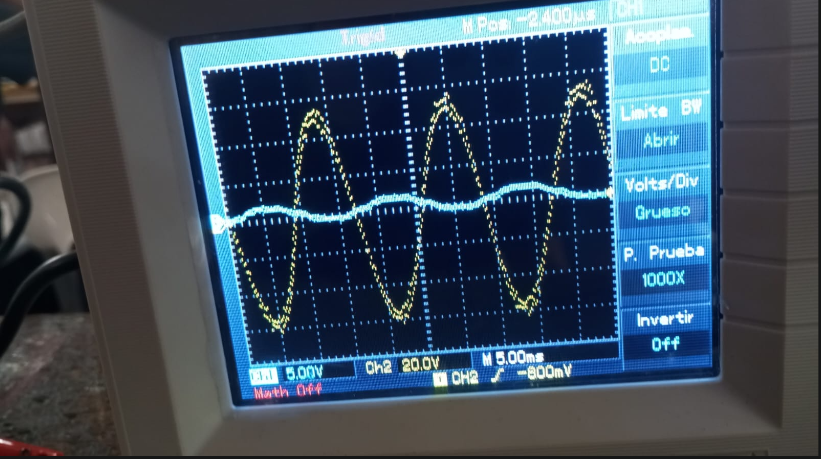 Trig'd M Pos -2.400µs CH1
Acoplam.
DC
Limite BW
Abrir
Volts/Div
Grueso
P. Prueba
1000X
Invertir
Off
CH1 5.00V Ch2 20.0V M 5.00ms
CH2 -800mV
Math Off